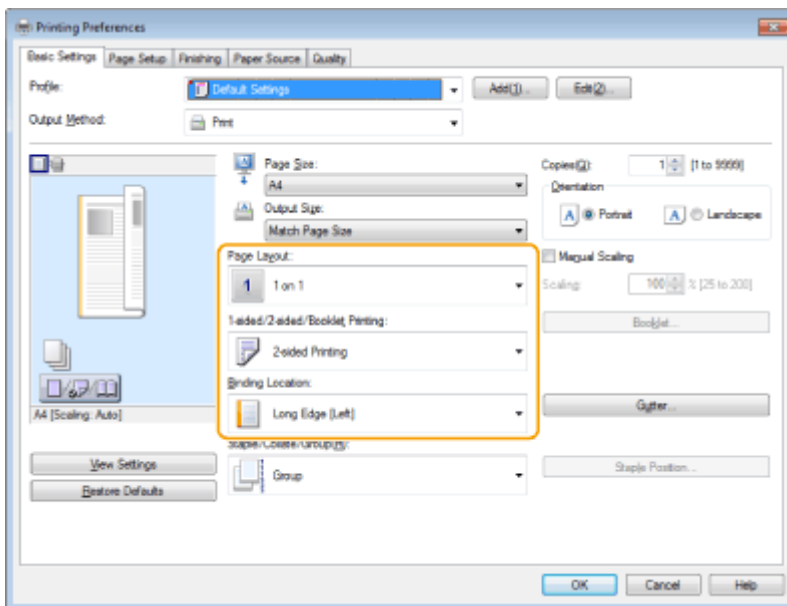 Printing Preferences
Basic Settings Page Setup Finishing Paper Source Quality
Profile: Default Settings Add(1)... Edit(2)...
Output Method: Print
Page Size: Copies(Q): 1 [1 to 9999]
A4 Orientation
Output Size: A Portrait A Landscape
Match Page Size
Page Layout: Manual Scaling
1 1 on 1 Scaling: 100 % [25 to 200]
1-sided/2-sided/Booklet Printing: Booklet...
2-sided Printing
Binding Location:
Long Edge (Left) Gutter...
A4 [Scaling: Auto]
Staple/Collate/Group(R):
View Settings Group Staple Position...
Restore Defaults
OK Cancel Help